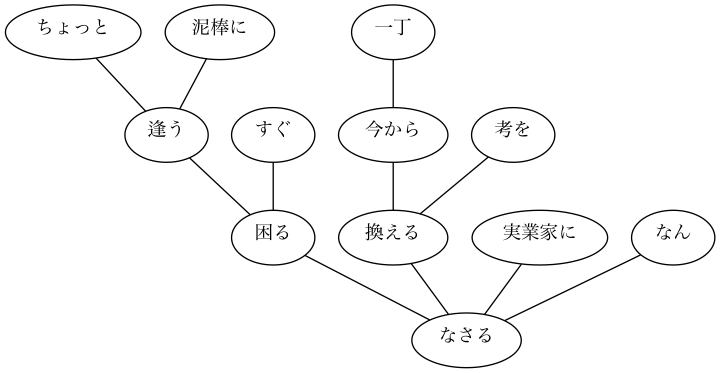 ちょっと
泥棒に
一丁
逢う
すぐ
今から
考を
困る
換える
実業家に
なん
なさる